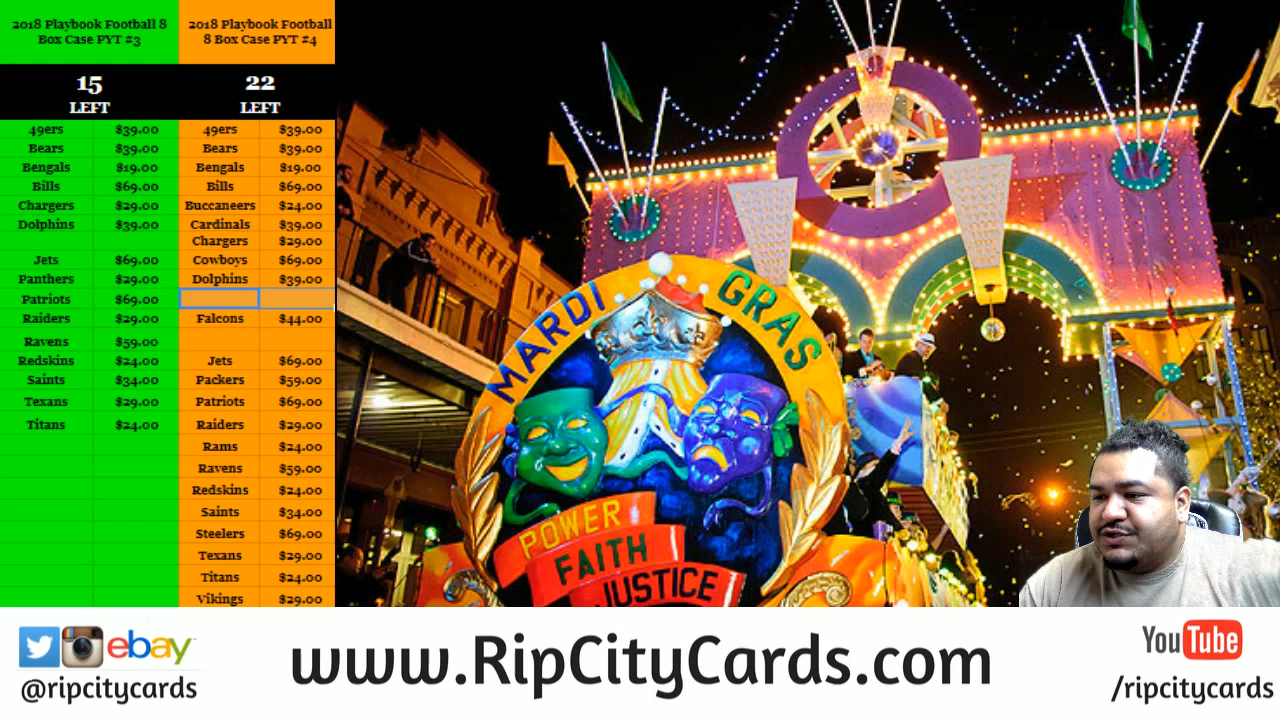 2018 Playbook Football 8
Box Case PYT #3
15
LEFT
49ers $39.00
Bears $39.00
Bengals $19.00
Bills $69.00
Chargers $29.00
Dolphins $39.00
Jets $69.00
Panthers $29.00
Patriots $69.00
Raiders $29.00
Ravens $59.00
Redskins $24.00
Saints $34.00
Texans $29.00
Titans $24.00
2018 Playbook Football
8 Box Case PYT #4
22
LEFT
49ers $39.00
Bears $39.00
Bengals $19.00
Bills $69.00
Buccaneers $24.00
Cardinals $39.00
Chargers $29.00
Cowboys $69.00
Dolphins $39.00
Falcons $44.00
Jets $69.00
Packers $59.00
Patriots $69.00
Raiders $29.00
Rams $24.00
Ravens $59.00
Redskins $24.00
Saints $34.00
Steelers $69.00
Texans $29.00
Titans $24.00
Vikings $29.00
MARDI GRAS
POWER
FAITH
JUSTICE
ebay
@ripcitycards
www.RipCityCards.com
YouTube
/ripcitycards